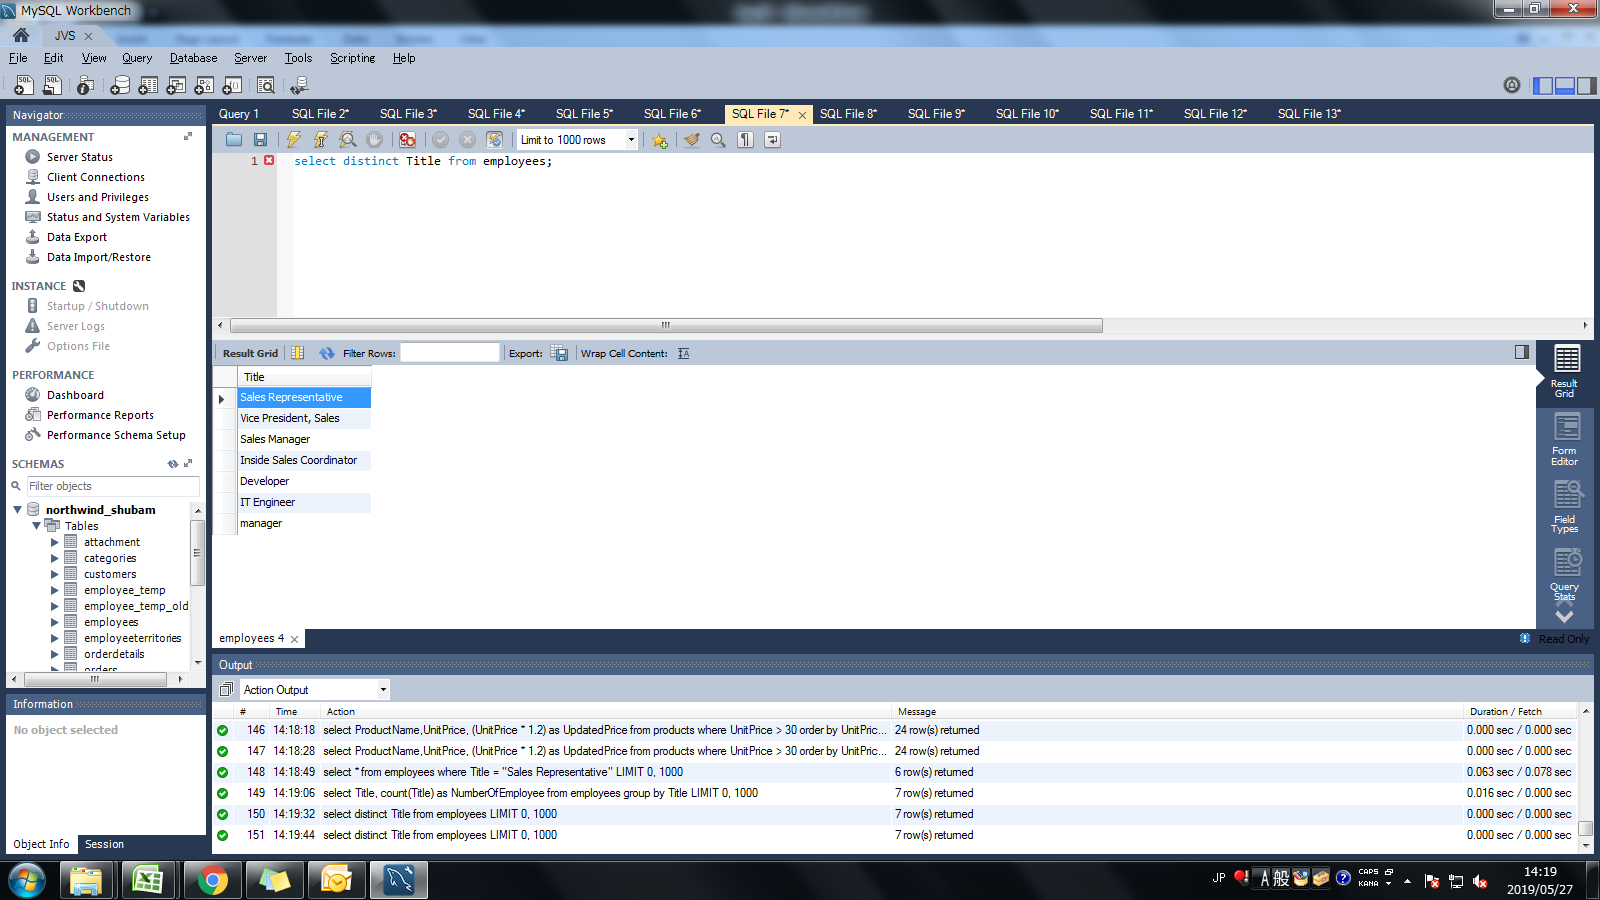 MySQL Workbench
JVS
File Edit View Query Database Server Tools Scripting Help
Navigator
MANAGEMENT
Server Status
Client Connections
Users and Privileges
Status and System Variables
Data Export
Data Import/Restore
INSTANCE
Startup / Shutdown
Server Logs
Options File
PERFORMANCE
Dashboard
Performance Reports
Performance Schema Setup
SCHEMAS
Filter objects
northwind_shubam
Tables
attachment
categories
customers
employee_temp
employee_temp_old
employees
employeeterritories
orderdetails
orders
Information
No object selected
Object Info Session
Query 1 SQL File 2* SQL File 3* SQL File 4* SQL File 5* SQL File 6* SQL File 7* SQL File 8* SQL File 9* SQL File 10* SQL File 11* SQL File 12* SQL File 13*
Limit to 1000 rows
1 select distinct Title from employees;
Result Grid Filter Rows: Export: Wrap Cell Content:
Title
Sales Representative
Vice President, Sales
Sales Manager
Inside Sales Coordinator
Developer
IT Engineer
manager
Result
Grid
Form
Editor
Field
Types
Query
Stats
employees 4
Read Only
Output
Action Output
# Time Action Message Duration / Fetch
146 14:18:18 select ProductName,UnitPrice, (UnitPrice * 1.2) as UpdatedPrice from products where UnitPrice > 30 order by UnitPric... 24 row(s) returned 0.000 sec / 0.000 sec
147 14:18:28 select ProductName,UnitPrice, (UnitPrice * 1.2) as UpdatedPrice from products where UnitPrice > 30 order by UnitPric... 24 row(s) returned 0.000 sec / 0.000 sec
148 14:18:49 select * from employees where Title = "Sales Representative" LIMIT 0, 1000 6 row(s) returned 0.063 sec / 0.078 sec
149 14:19:06 select Title, count(Title) as NumberOfEmployee from employees group by Title LIMIT 0, 1000 7 row(s) returned 0.016 sec / 0.000 sec
150 14:19:32 select distinct Title from employees LIMIT 0, 1000 7 row(s) returned 0.000 sec / 0.000 sec
151 14:19:44 select distinct Title from employees LIMIT 0, 1000 7 row(s) returned 0.000 sec / 0.000 sec
JP A 般 CAPS
KANA
14:19
2019/05/27